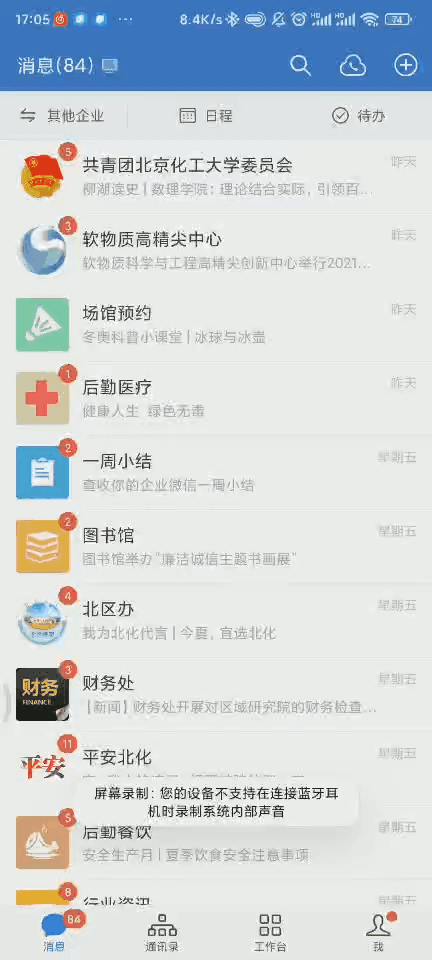 17:05 ... 8.4K/s HD HD 74
消息(84)
其他企业 日程 待办
5 共青团北京化工大学委员会 昨天
柳湖读史 | 数理学院：理论结合实际，引领百...
3 软物质高精尖中心 昨天
软物质科学与工程高精尖创新中心举行2021...
场馆预约 昨天
冬奥科普小课堂 | 冰球与冰壶
1 后勤医疗 昨天
健康人生 绿色无毒
2 一周小结 星期五
查收你的企业微信一周小结
2 图书馆 星期五
图书馆举办“廉洁诚信主题书画展”
4 北区办 星期五
我为北化代言 | 今夏，宜选北化
3 财务处 星期五
财务
FINANCE
【新闻】财务处开展对区域研究院的财务检查...
11 平安北化 星期五
平安
屏幕录制：您的设备不支持在连接蓝牙耳
机时录制系统内部声音
5 后勤餐饮 星期五
安全生产月 | 夏季饮食安全注意事项
8 行业资讯 星期五
84
消息 通讯录 工作台 我